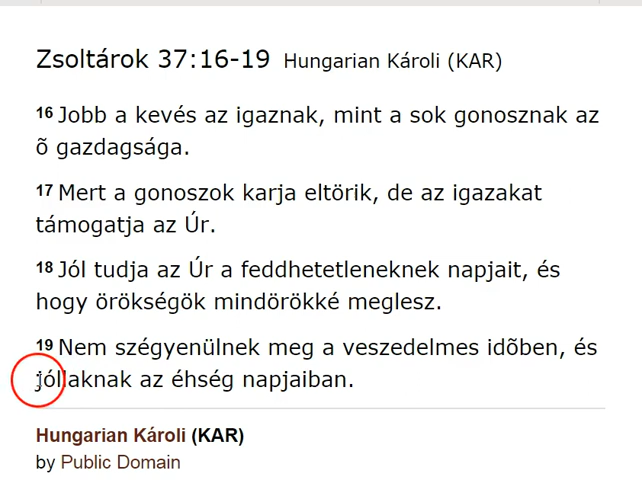 Zsoltárok 37:16-19 Hungarian Károli (KAR)
16 Jobb a kevés az igaznak, mint a sok gonosznak az
õ gazdagsága.
17 Mert a gonoszok karja eltörik, de az igazakat
támogatja az Úr.
18 Jól tudja az Úr a feddhetetleneknek napjait, és
hogy örökségök mindörökké meglesz.
19 Nem szégyenülnek meg a veszedelmes idõben, és
jóllaknak az éhség napjaiban.
Hungarian Károli (KAR)
by Public Domain